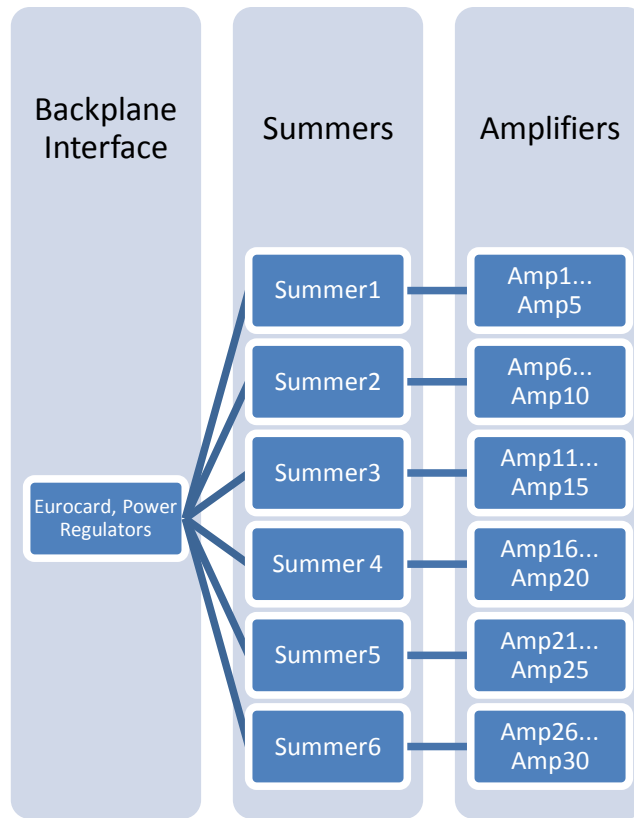 Backplane
Interface
Summers
Amplifiers
Eurocard, Power
Regulators
Summer1
Amp1...
Amp5
Summer2
Amp6...
Amp10
Summer3
Amp11...
Amp15
Summer 4
Amp16...
Amp20
Summer5
Amp21...
Amp25
Summer6
Amp26...
Amp30